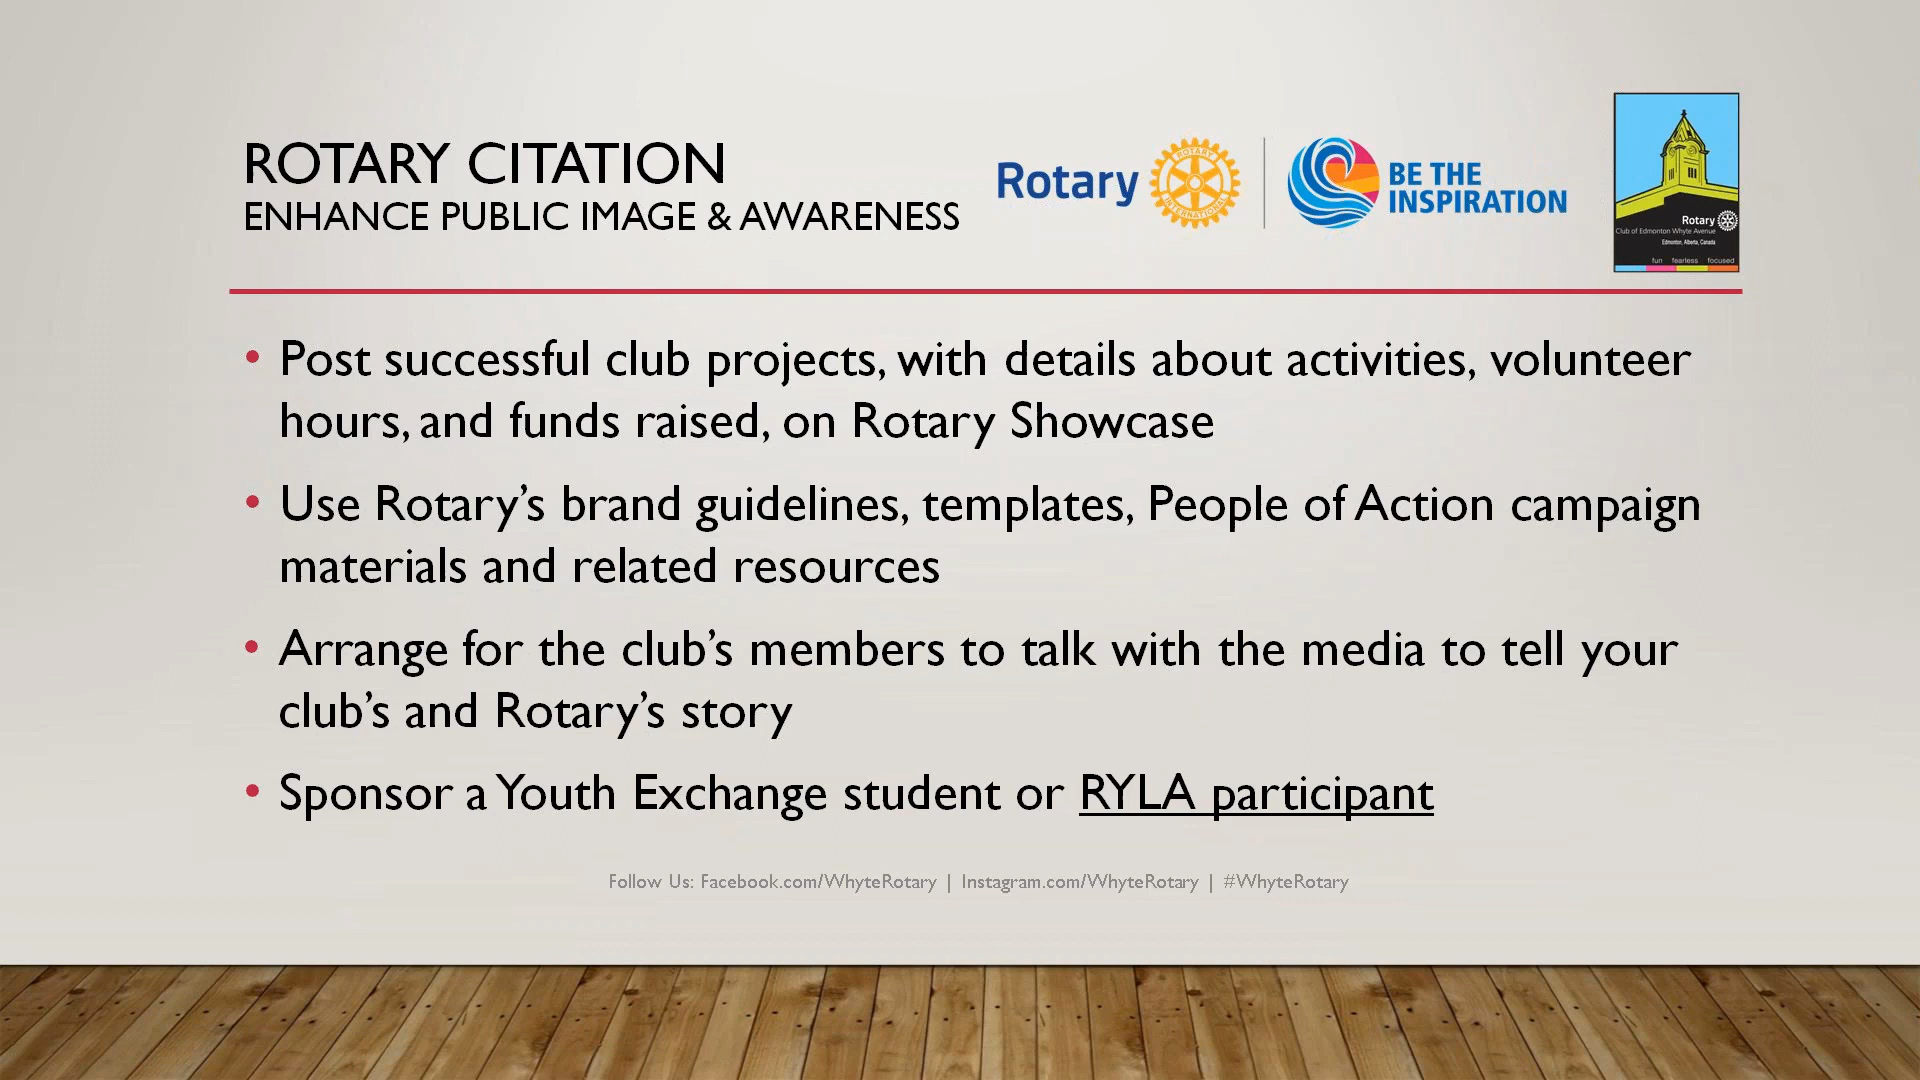 ROTARY CITATION
ENHANCE PUBLIC IMAGE & AWARENESS
Rotary
ROTARY
INTERNATIONAL
BE THE
INSPIRATION
Rotary
Club of Edmonton Whyte Avenue
Edmonton, Alberta, Canada
fun fearless focused
• Post successful club projects, with details about activities, volunteer
hours, and funds raised, on Rotary Showcase
• Use Rotary’s brand guidelines, templates, People of Action campaign
materials and related resources
• Arrange for the club’s members to talk with the media to tell your
club’s and Rotary’s story
• Sponsor a Youth Exchange student or RYLA participant
Follow Us: Facebook.com/WhyteRotary | Instagram.com/WhyteRotary | #WhyteRotary